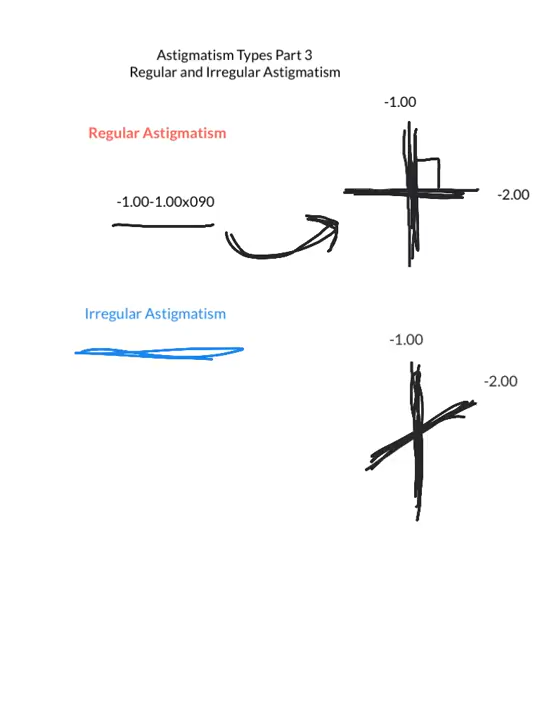 Astigmatism Types Part 3
Regular and Irregular Astigmatism
-1.00
Regular Astigmatism
-1.00-1.00x090
-2.00
Irregular Astigmatism
-1.00
-2.00